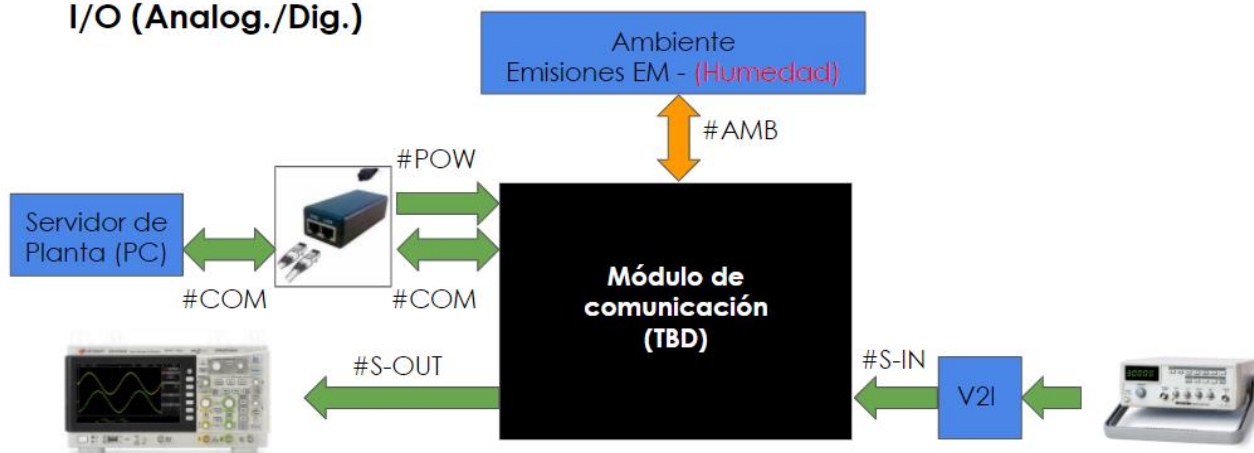 I/O (Analog./Dig.)
Ambiente
Emisiones EM - (Humedad)
#AMB
#POW
Servidor de
Planta (PC)
#COM
#COM
Módulo de
comunicación
(TBD)
#S-OUT
#S-IN
V2I